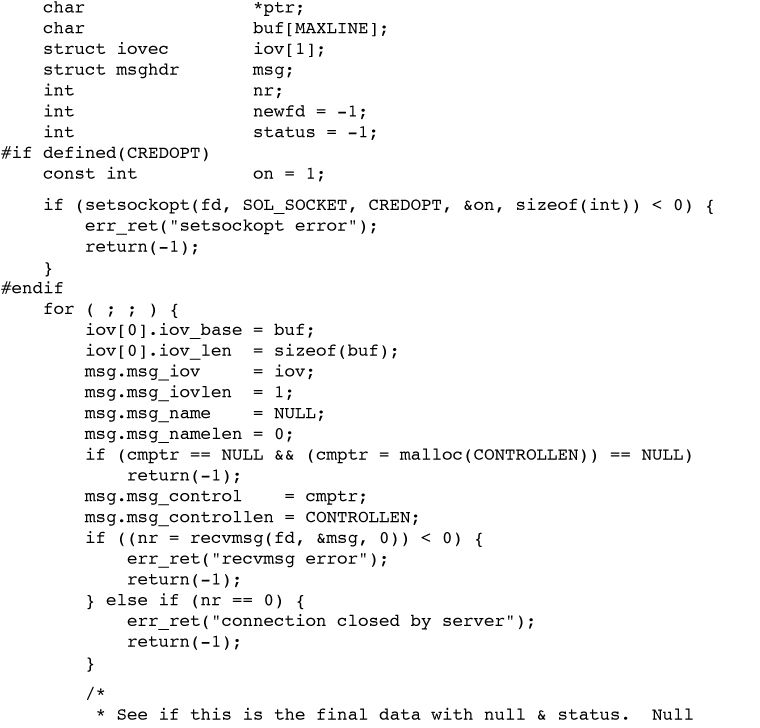 char                *ptr;
    char                buf[MAXLINE];
    struct iovec        iov[1];
    struct msghdr       msg;
    int                 nr;
    int                 newfd = -1;
    int                 status = -1;
#if defined(CREDOPT)
    const int           on = 1;

    if (setsockopt(fd, SOL_SOCKET, CREDOPT, &on, sizeof(int)) < 0) {
        err_ret("setsockopt error");
        return(-1);
    }
#endif
    for ( ; ; ) {
        iov[0].iov_base = buf;
        iov[0].iov_len  = sizeof(buf);
        msg.msg_iov     = iov;
        msg.msg_iovlen  = 1;
        msg.msg_name    = NULL;
        msg.msg_namelen = 0;
        if (cmptr == NULL && (cmptr = malloc(CONTROLLEN)) == NULL)
            return(-1);
        msg.msg_control    = cmptr;
        msg.msg_controllen = CONTROLLEN;
        if ((nr = recvmsg(fd, &msg, 0)) < 0) {
            err_ret("recvmsg error");
            return(-1);
        } else if (nr == 0) {
            err_ret("connection closed by server");
            return(-1);
        }

        /*
         * See if this is the final data with null & status.  Null